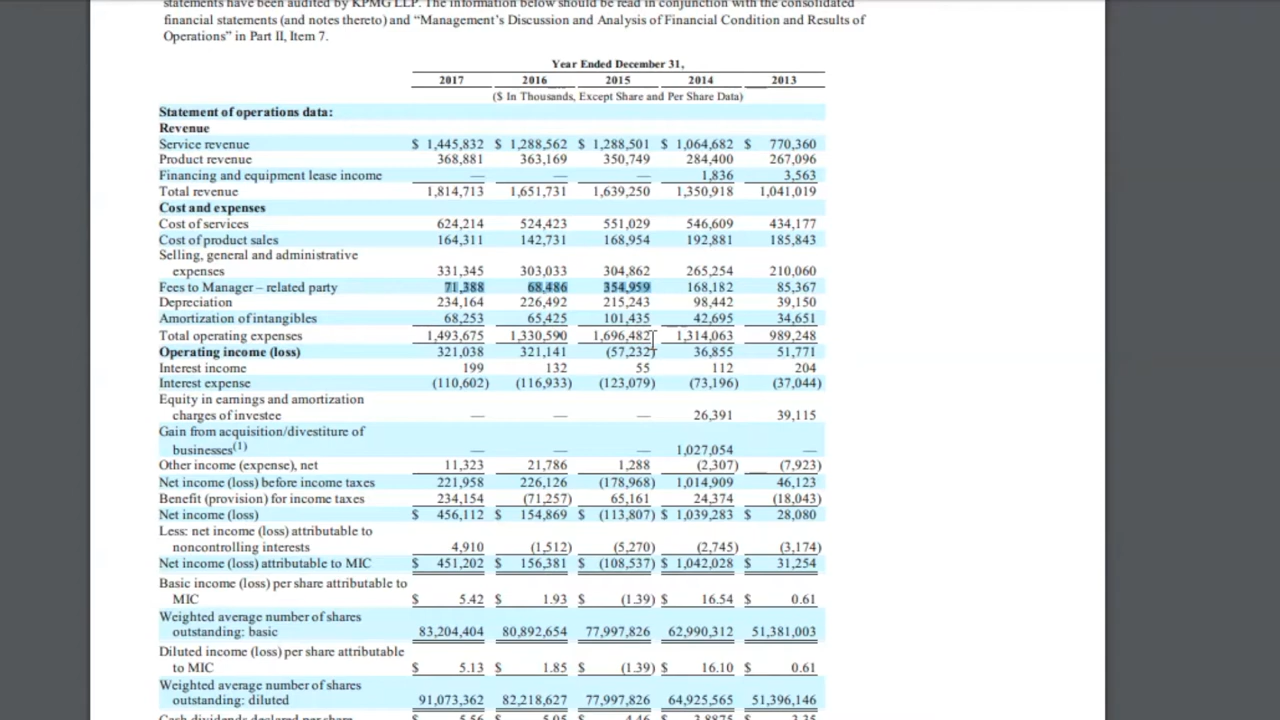 statements have been audited by KPMG LLP. The information below should be read in conjunction with the consolidated
financial statements (and notes thereto) and “Management’s Discussion and Analysis of Financial Condition and Results of
Operations” in Part II, Item 7.
Year Ended December 31,
2017 2016 2015 2014 2013
($ In Thousands, Except Share and Per Share Data)
Statement of operations data:
Revenue
Service revenue $ 1,445,832 $ 1,288,562 $ 1,288,501 $ 1,064,682 $ 770,360
Product revenue 368,881 363,169 350,749 284,400 267,096
Financing and equipment lease income — — — 1,836 3,563
Total revenue 1,814,713 1,651,731 1,639,250 1,350,918 1,041,019
Cost and expenses
Cost of services 624,214 524,423 551,029 546,609 434,177
Cost of product sales 164,311 142,731 168,954 192,881 185,843
Selling, general and administrative
expenses 331,345 303,033 304,862 265,254 210,060
Fees to Manager – related party 71,388 68,486 354,959 168,182 85,367
Depreciation 234,164 226,492 215,243 98,442 39,150
Amortization of intangibles 68,253 65,425 101,435 42,695 34,651
Total operating expenses 1,493,675 1,330,590 1,696,482 1,314,063 989,248
Operating income (loss) 321,038 321,141 (57,232) 36,855 51,771
Interest income 199 132 55 112 204
Interest expense (110,602) (116,933) (123,079) (73,196) (37,044)
Equity in earnings and amortization
charges of investee — — — 26,391 39,115
Gain from acquisition/divestiture of
businesses(1) — — — 1,027,054 —
Other income (expense), net 11,323 21,786 1,288 (2,307) (7,923)
Net income (loss) before income taxes 221,958 226,126 (178,968) 1,014,909 46,123
Benefit (provision) for income taxes 234,154 (71,257) 65,161 24,374 (18,043)
Net income (loss) $ 456,112 $ 154,869 $ (113,807) $ 1,039,283 $ 28,080
Less: net income (loss) attributable to
noncontrolling interests 4,910 (1,512) (5,270) (2,745) (3,174)
Net income (loss) attributable to MIC $ 451,202 $ 156,381 $ (108,537) $ 1,042,028 $ 31,254
Basic income (loss) per share attributable to
MIC $ 5.42 $ 1.93 $ (1.39) $ 16.54 $ 0.61
Weighted average number of shares
outstanding: basic 83,204,404 80,892,654 77,997,826 62,990,312 51,381,003
Diluted income (loss) per share attributable
to MIC $ 5.13 $ 1.85 $ (1.39) $ 16.10 $ 0.61
Weighted average number of shares
outstanding: diluted 91,073,362 82,218,627 77,997,826 64,925,565 51,396,146
Cash dividends declared per share $ 5.56 $ 5.05 $ 4.46 $ 3.8875 $ 3.35